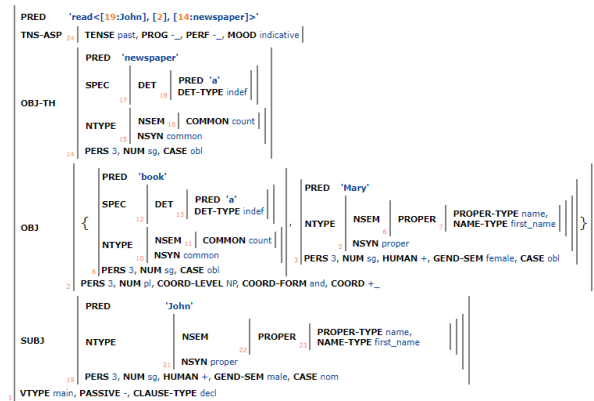 PRED 'read<[19:John], [2], [14:newspaper]>'
TNS-ASP 24 TENSE past, PROG -_, PERF -_, MOOD indicative
PRED 'newspaper'
SPEC 17 DET 18 PRED 'a'
DET-TYPE indef
OBJ-TH
NTYPE 15 NSEM 16 COMMON count
NSYN common
14 PERS 3, NUM sg, CASE obl
PRED 'book'
SPEC 12 DET 13 PRED 'a'
DET-TYPE indef
NTYPE 10 NSEM 11 COMMON count
NSYN common
8 PERS 3, NUM sg, CASE obl
OBJ { , }
PRED 'Mary'
NTYPE 5 NSEM 6 PROPER 7 PROPER-TYPE name,
NAME-TYPE first_name
NSYN proper
3 PERS 3, NUM sg, HUMAN +, GEND-SEM female, CASE obl
2 PERS 3, NUM pl, COORD-LEVEL NP, COORD-FORM and, COORD +_
PRED 'John'
SUBJ
NTYPE 21 NSEM 22 PROPER 23 PROPER-TYPE name,
NAME-TYPE first_name
NSYN proper
19 PERS 3, NUM sg, HUMAN +, GEND-SEM male, CASE nom
1 VTYPE main, PASSIVE -, CLAUSE-TYPE decl